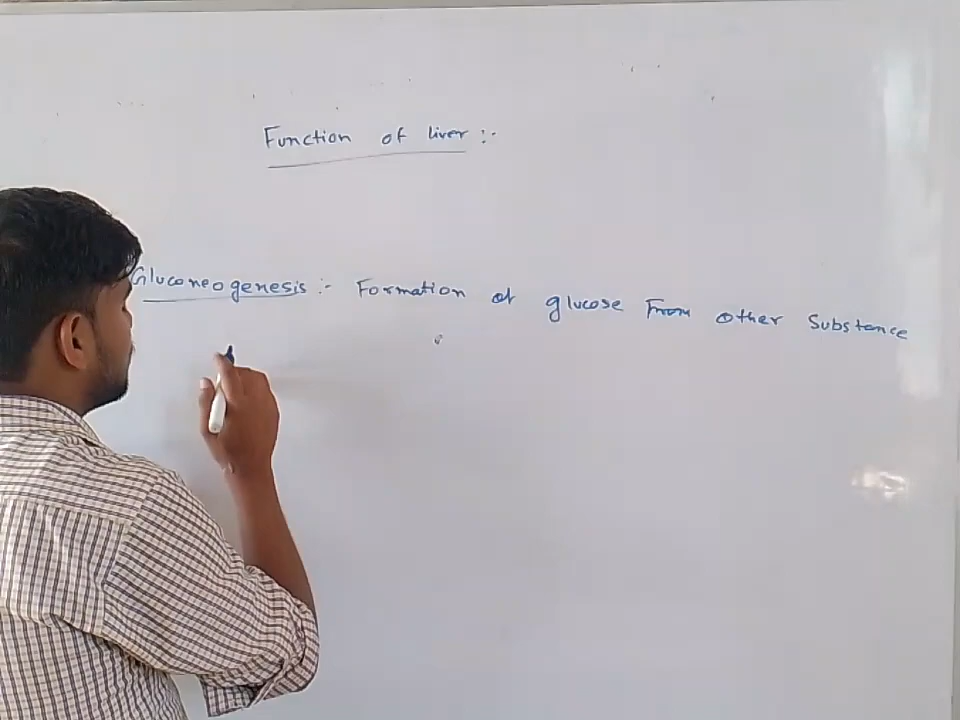 Function of liver :-
Gluconeogenesis :- Formation of glucose From other Substance